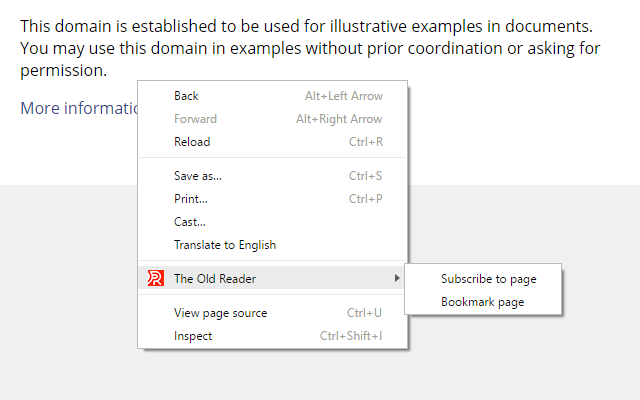 This domain is established to be used for illustrative examples in documents.
You may use this domain in examples without prior coordination or asking for
permission.
More informatio
Back Alt+Left Arrow
Forward Alt+Right Arrow
Reload Ctrl+R
Save as... Ctrl+S
Print... Ctrl+P
Cast...
Translate to English
The Old Reader
Subscribe to page
Bookmark page
View page source Ctrl+U
Inspect Ctrl+Shift+I